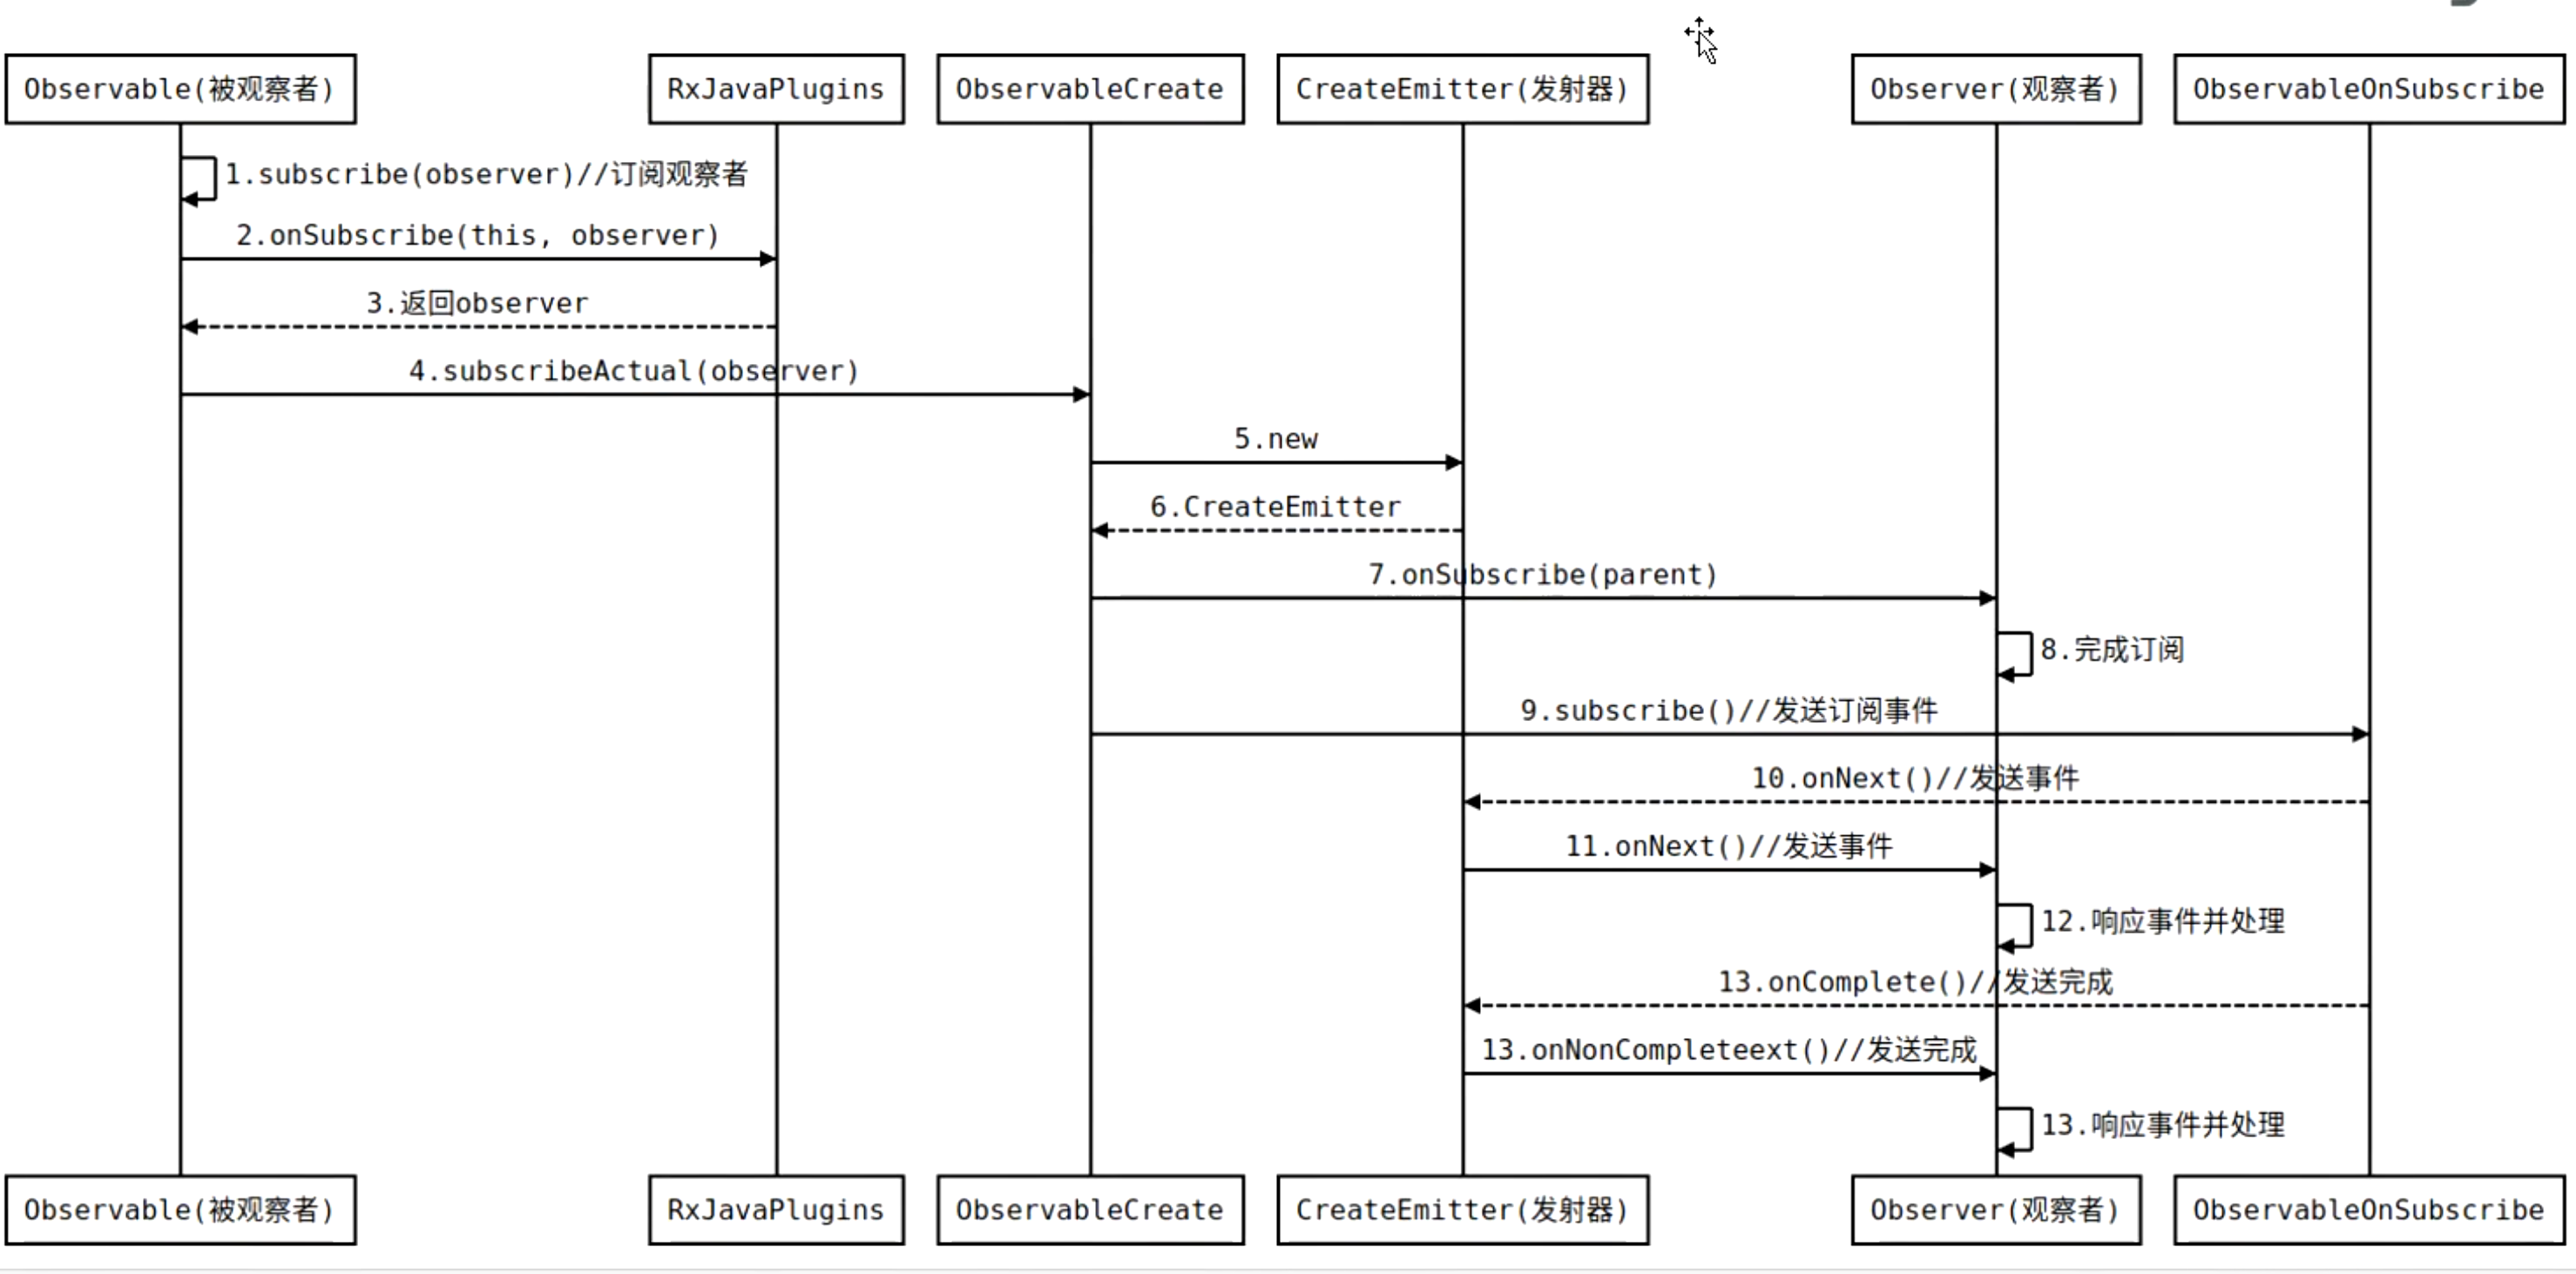 Observable(被观察者)
RxJavaPlugins
ObservableCreate
CreateEmitter(发射器)
Observer(观察者)
ObservableOnSubscribe
1.subscribe(observer)//订阅观察者
2.onSubscribe(this, observer)
3.返回observer
4.subscribeActual(observer)
5.new
6.CreateEmitter
7.onSubscribe(parent)
8.完成订阅
9.subscribe()//发送订阅事件
10.onNext()//发送事件
11.onNext()//发送事件
12.响应事件并处理
13.onComplete()//发送完成
13.onNonCompleteext()//发送完成
13.响应事件并处理
Observable(被观察者)
RxJavaPlugins
ObservableCreate
CreateEmitter(发射器)
Observer(观察者)
ObservableOnSubscribe